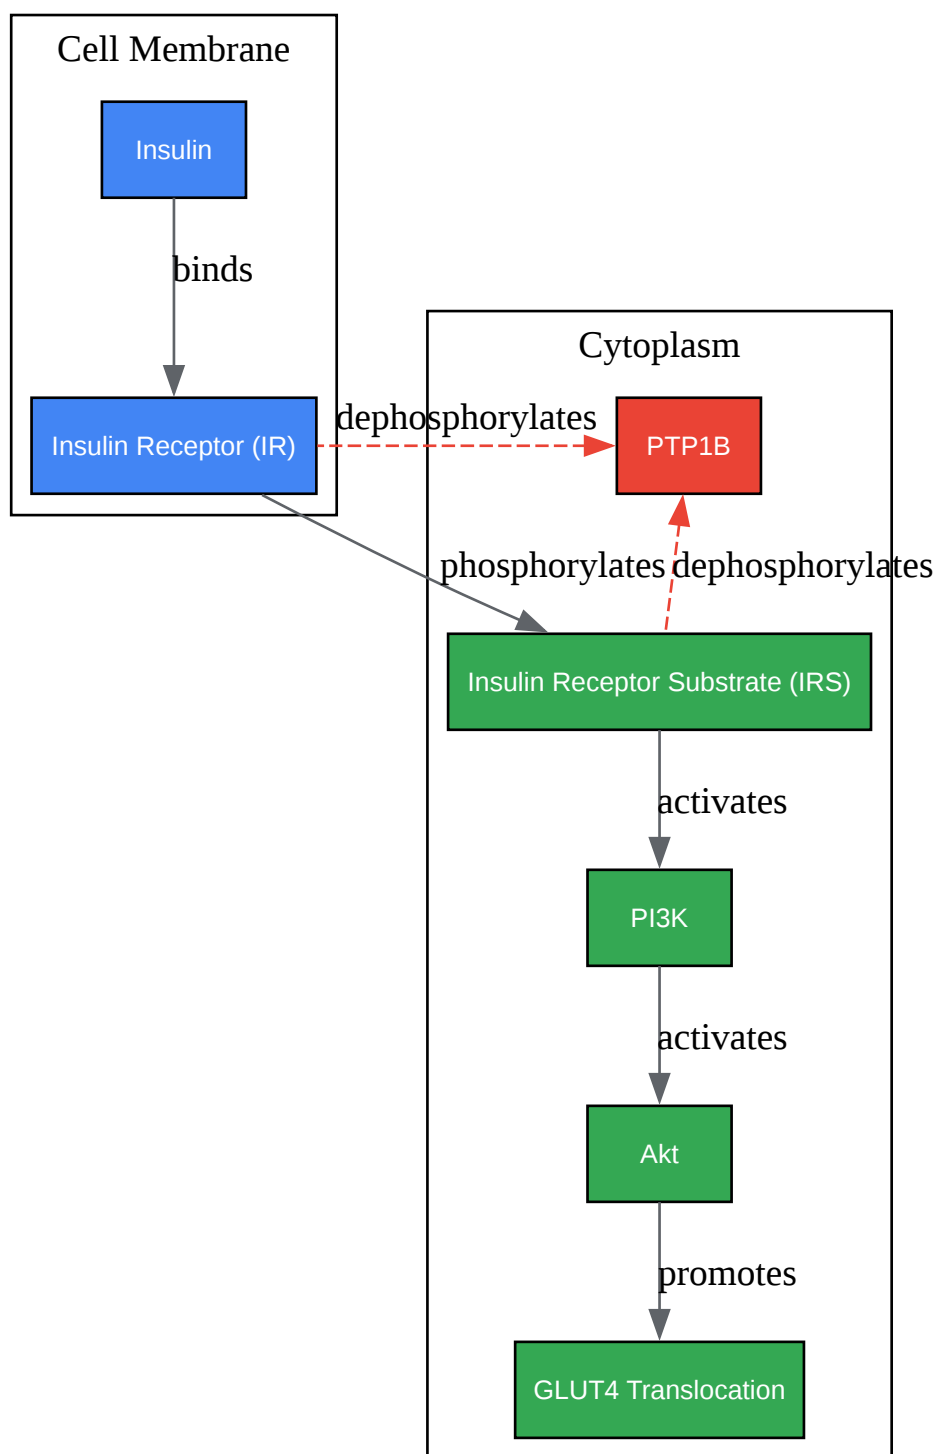 Cell Membrane
Insulin
binds
Cytoplasm
Insulin Receptor (IR)
dephosphorylates
PTP1B
phosphorylates
dephosphorylates
Insulin Receptor Substrate (IRS)
activates
PI3K
activates
Akt
promotes
GLUT4 Translocation